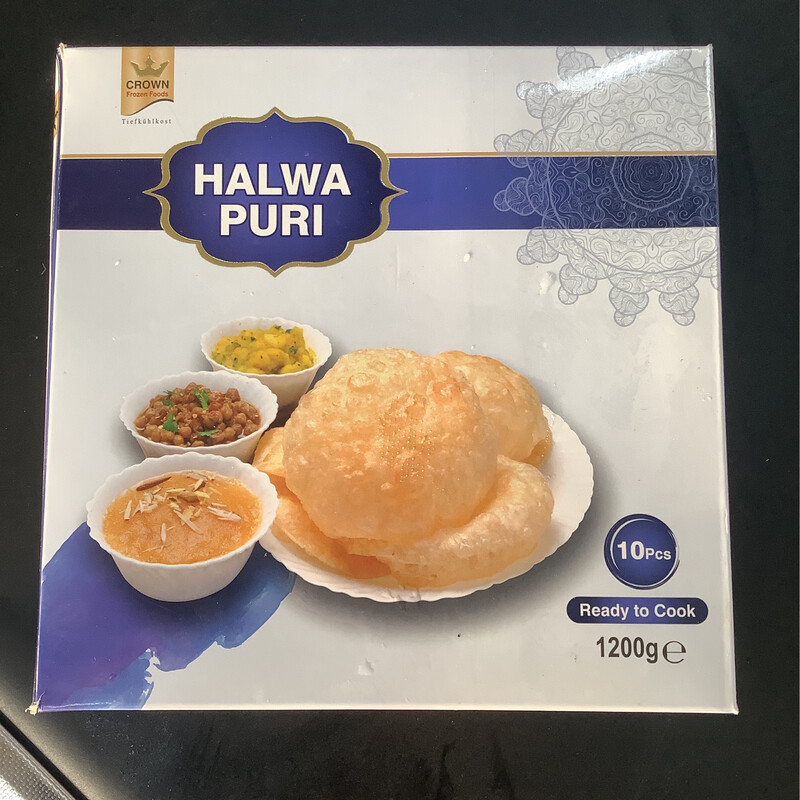 CROWN
Frozen Foods
Tiefkühlkost
HALWA
PURI
10Pcs
Ready to Cook
1200g ℮